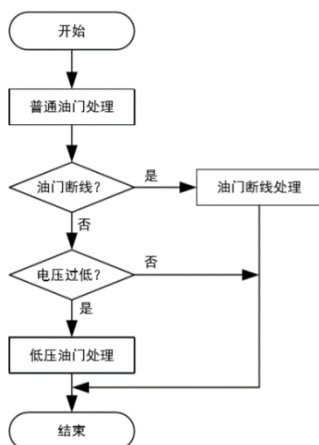 开始
普通油门处理
油门断线？
是
油门断线处理
否
电压过低？
否
是
低压油门处理
结束